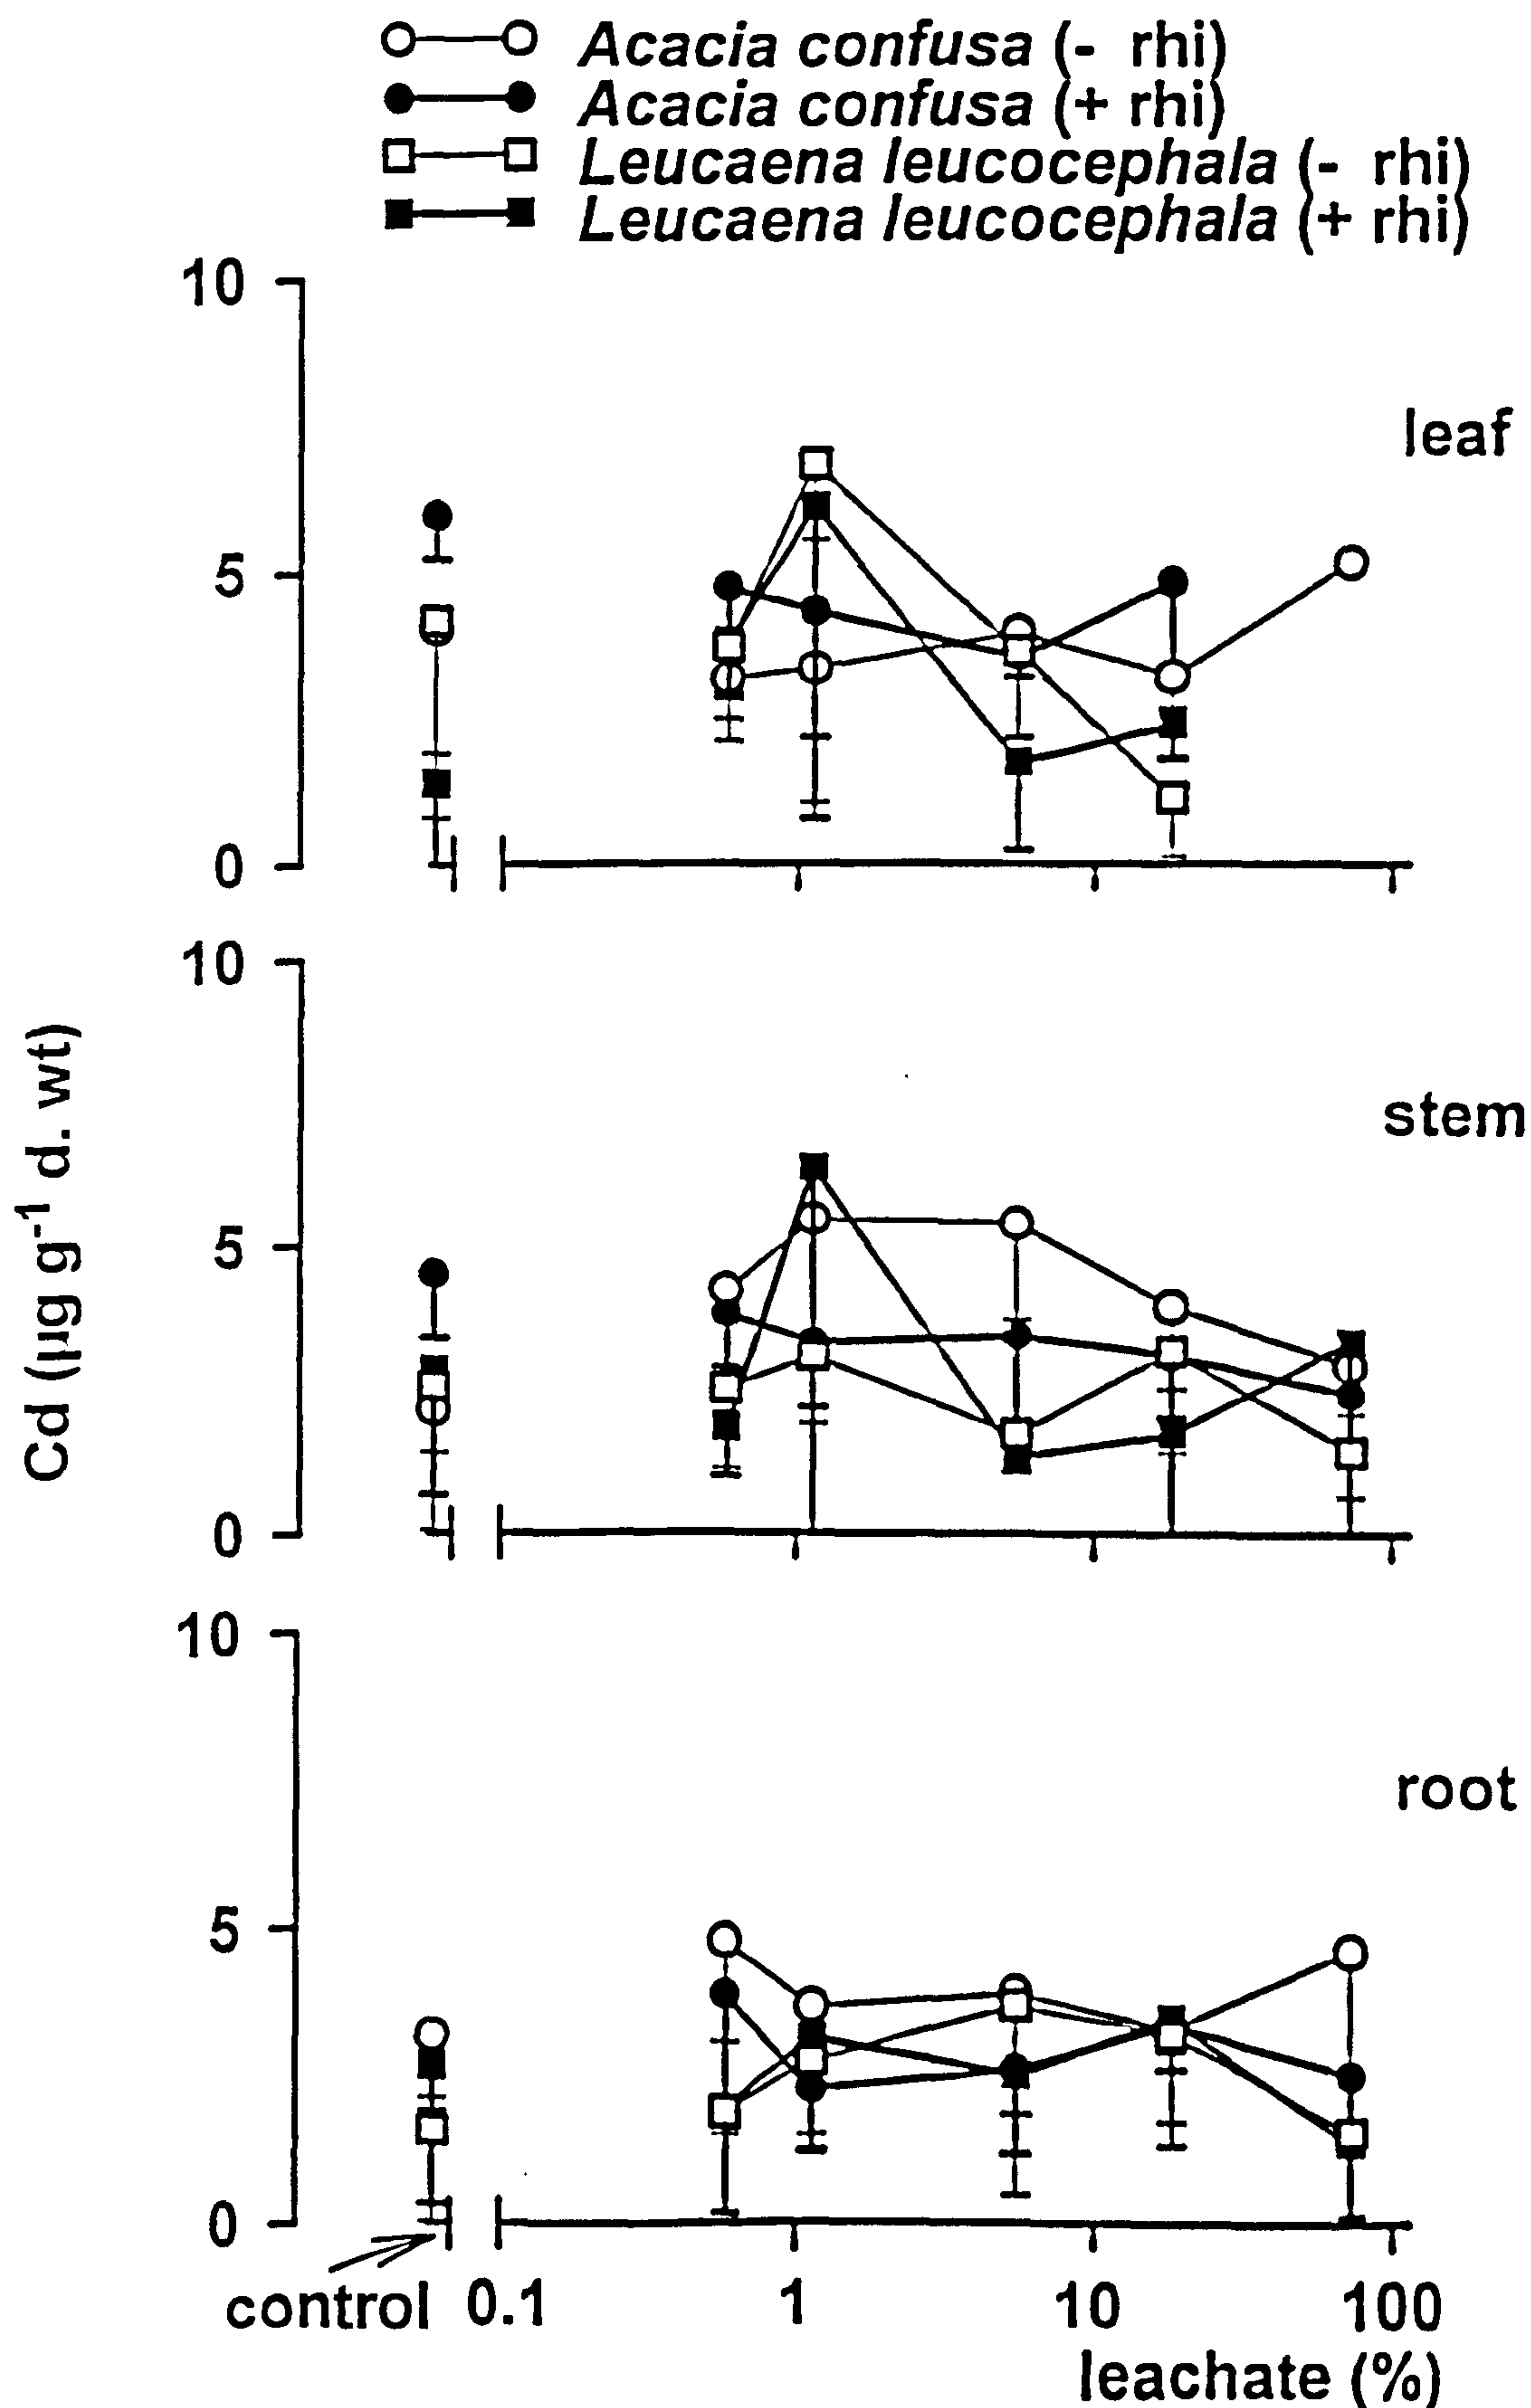 Acacia confusa (- rhi)
Acacia confusa (+ rhi)
Leucaena leucocephala (- rhi)
Leucaena leucocephala (+ rhi)
10
leaf
5
0
10
Cd (µg g-1 d. wt)
stem
5
0
10
root
5
0
control 0.1 1 10 100
leachate (%)